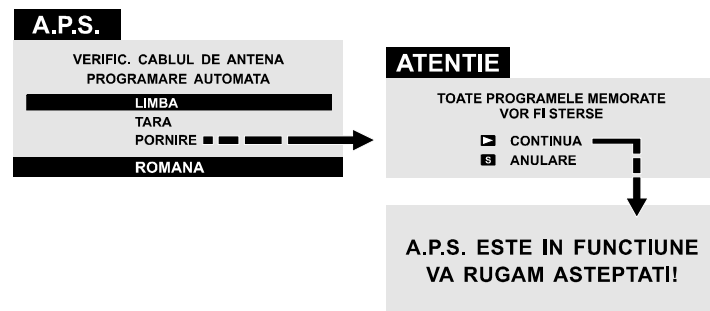 A.P.S.
VERIFIC. CABLUL DE ANTENA
PROGRAMARE AUTOMATA
LIMBA
TARA
PORNIRE
ROMANA
ATENTIE
TOATE PROGRAMELE MEMORATE
VOR FI STERSE
CONTINUA
S ANULARE
A.P.S. ESTE IN FUNCTIUNE
VA RUGAM ASTEPTATI!